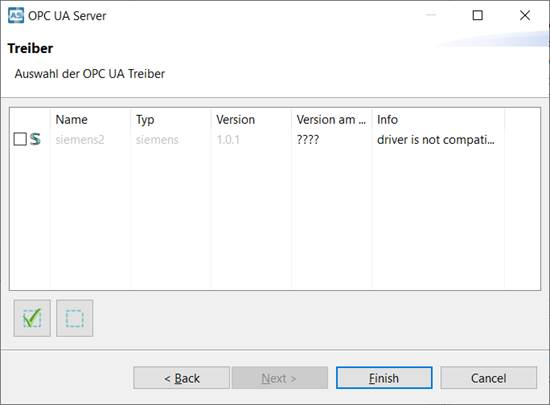 OPC UA Server
Treiber
Auswahl der OPC UA Treiber
Name Typ Version Version am ... Info
siemens2 siemens 1.0.1 ???? driver is not compati...
< Back Next > Finish Cancel